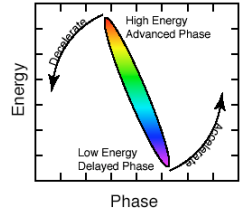 Decelerate
High Energy
Advanced Phase
Energy
Low Energy
Delayed Phase
Accelerate
Phase